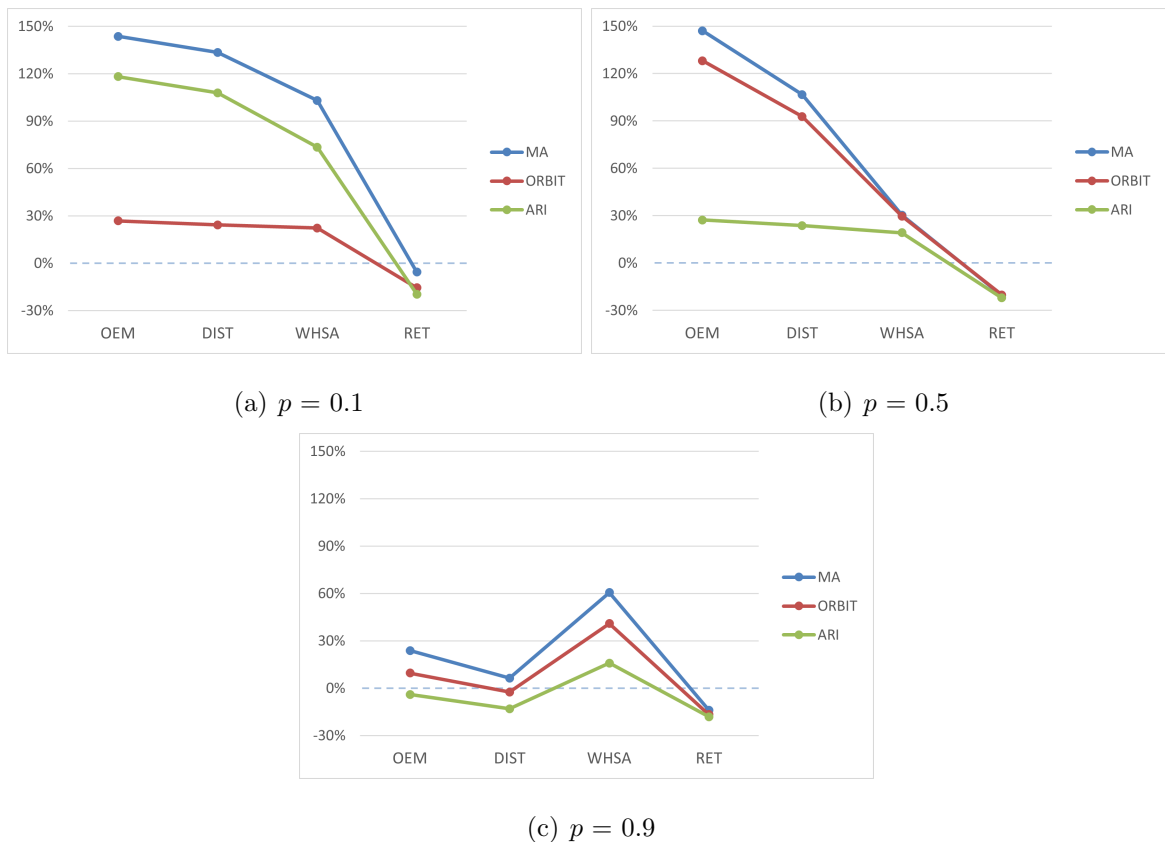 150%
120%
90%
60%
30%
0%
-30%
OEM DIST WHSA RET
MA
ORBIT
ARI
(a) p = 0.1
150%
120%
90%
60%
30%
0%
-30%
OEM DIST WHSA RET
MA
ORBIT
ARI
(b) p = 0.5
150%
120%
90%
60%
30%
0%
-30%
OEM DIST WHSA RET
MA
ORBIT
ARI
(c) p = 0.9